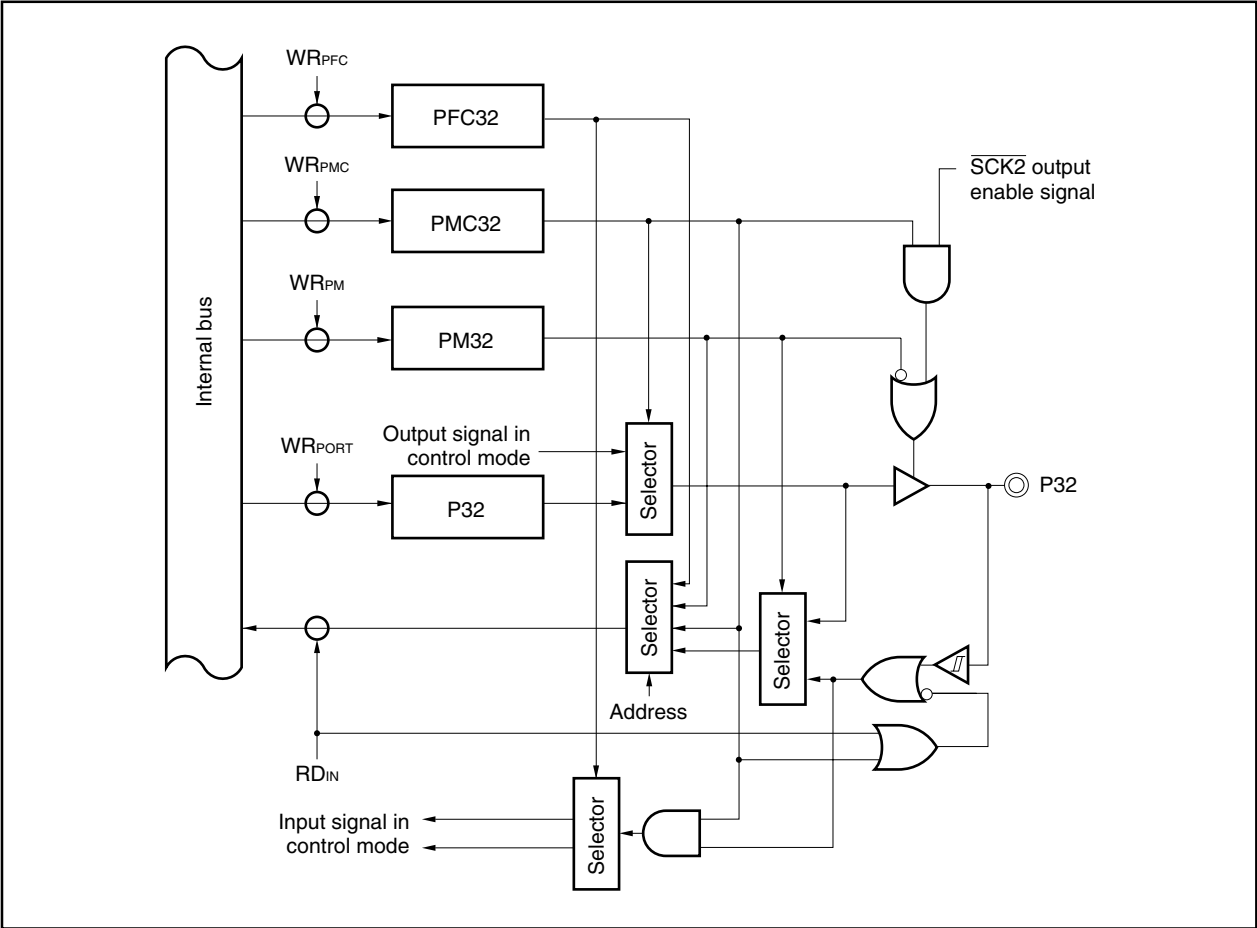 WRPFC
PFC32
WRPMC
PMC32
SCK2 output
enable signal
WRPM
PM32
Internal bus
WRPORT
Output signal in
control mode
P32
Selector
P32
Selector
Selector
Address
RDIN
Input signal in
control mode
Selector